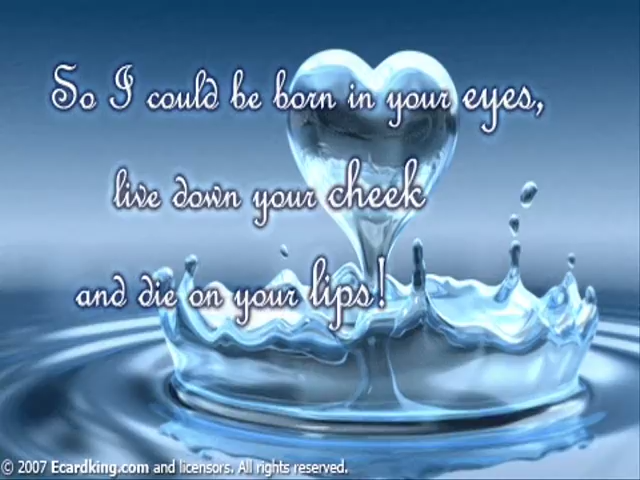 So I could be born in your eyes,
live down your cheek
and die on your lips!
© 2007 Ecardking.com and licensors. All rights reserved.